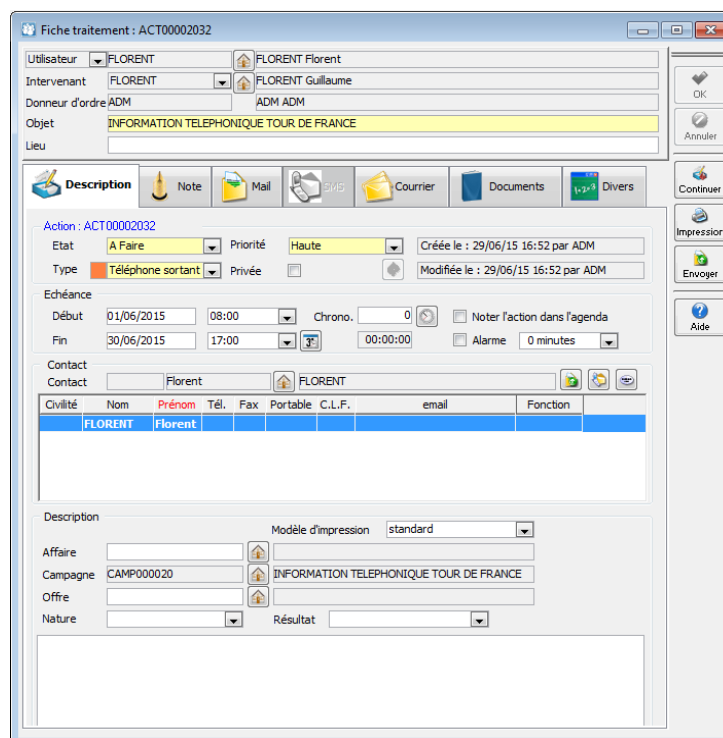 Fiche traitement : ACT00002032
Utilisateur FLORENT FLORENT Florent
Intervenant FLORENT FLORENT Guillaume
Donneur d'ordre ADM ADM ADM
Objet INFORMATION TELEPHONIQUE TOUR DE FRANCE
Lieu
OK
Annuler
Continuer
Impression
Envoyer
Aide
Description Note Mail SMS Courrier Documents Divers
Action : ACT00002032
Etat A Faire Priorité Haute Créée le : 29/06/15 16:52 par ADM
Type Téléphone sortant Privée Modifiée le : 29/06/15 16:52 par ADM
Echéance
Début 01/06/2015 08:00 Chrono. 0 Noter l'action dans l'agenda
Fin 30/06/2015 17:00 00:00:00 Alarme 0 minutes
Contact
Contact Florent FLORENT
Civilité Nom Prénom Tél. Fax Portable C.L.F. email Fonction
FLORENT Florent
Description
Modèle d'impression standard
Affaire
Campagne CAMP000020 INFORMATION TELEPHONIQUE TOUR DE FRANCE
Offre
Nature Résultat